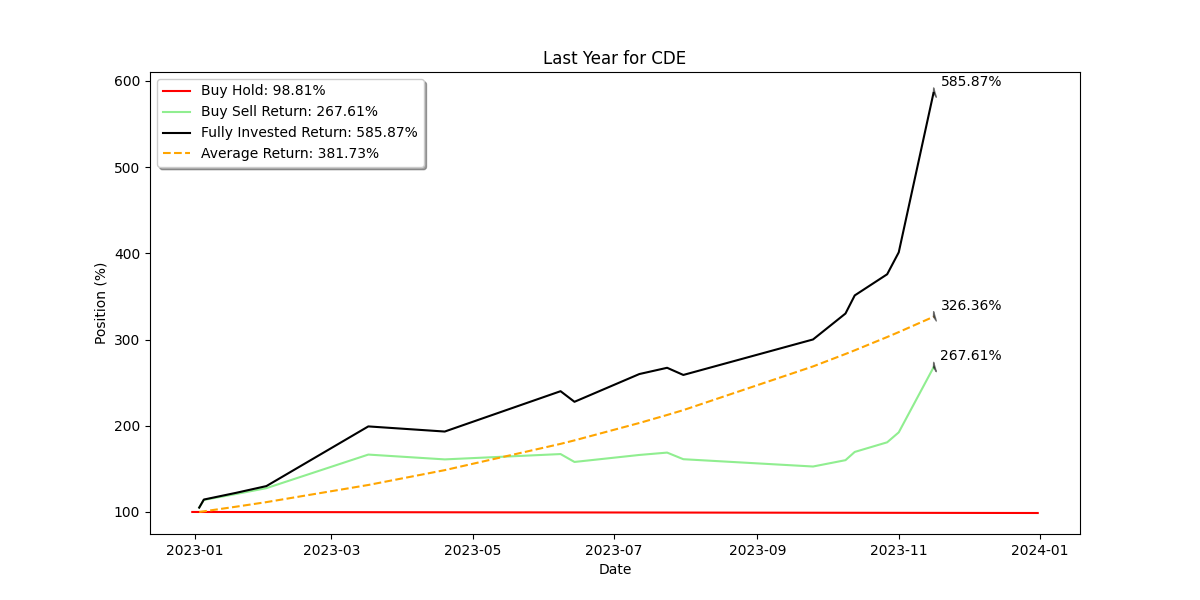 Last Year for CDE
Buy Hold: 98.81%
Buy Sell Return: 267.61%
Fully Invested Return: 585.87%
Average Return: 381.73%
585.87%
326.36%
267.61%
Position (%)
600
500
400
300
200
100
2023-01
2023-03
2023-05
2023-07
2023-09
2023-11
2024-01
Date